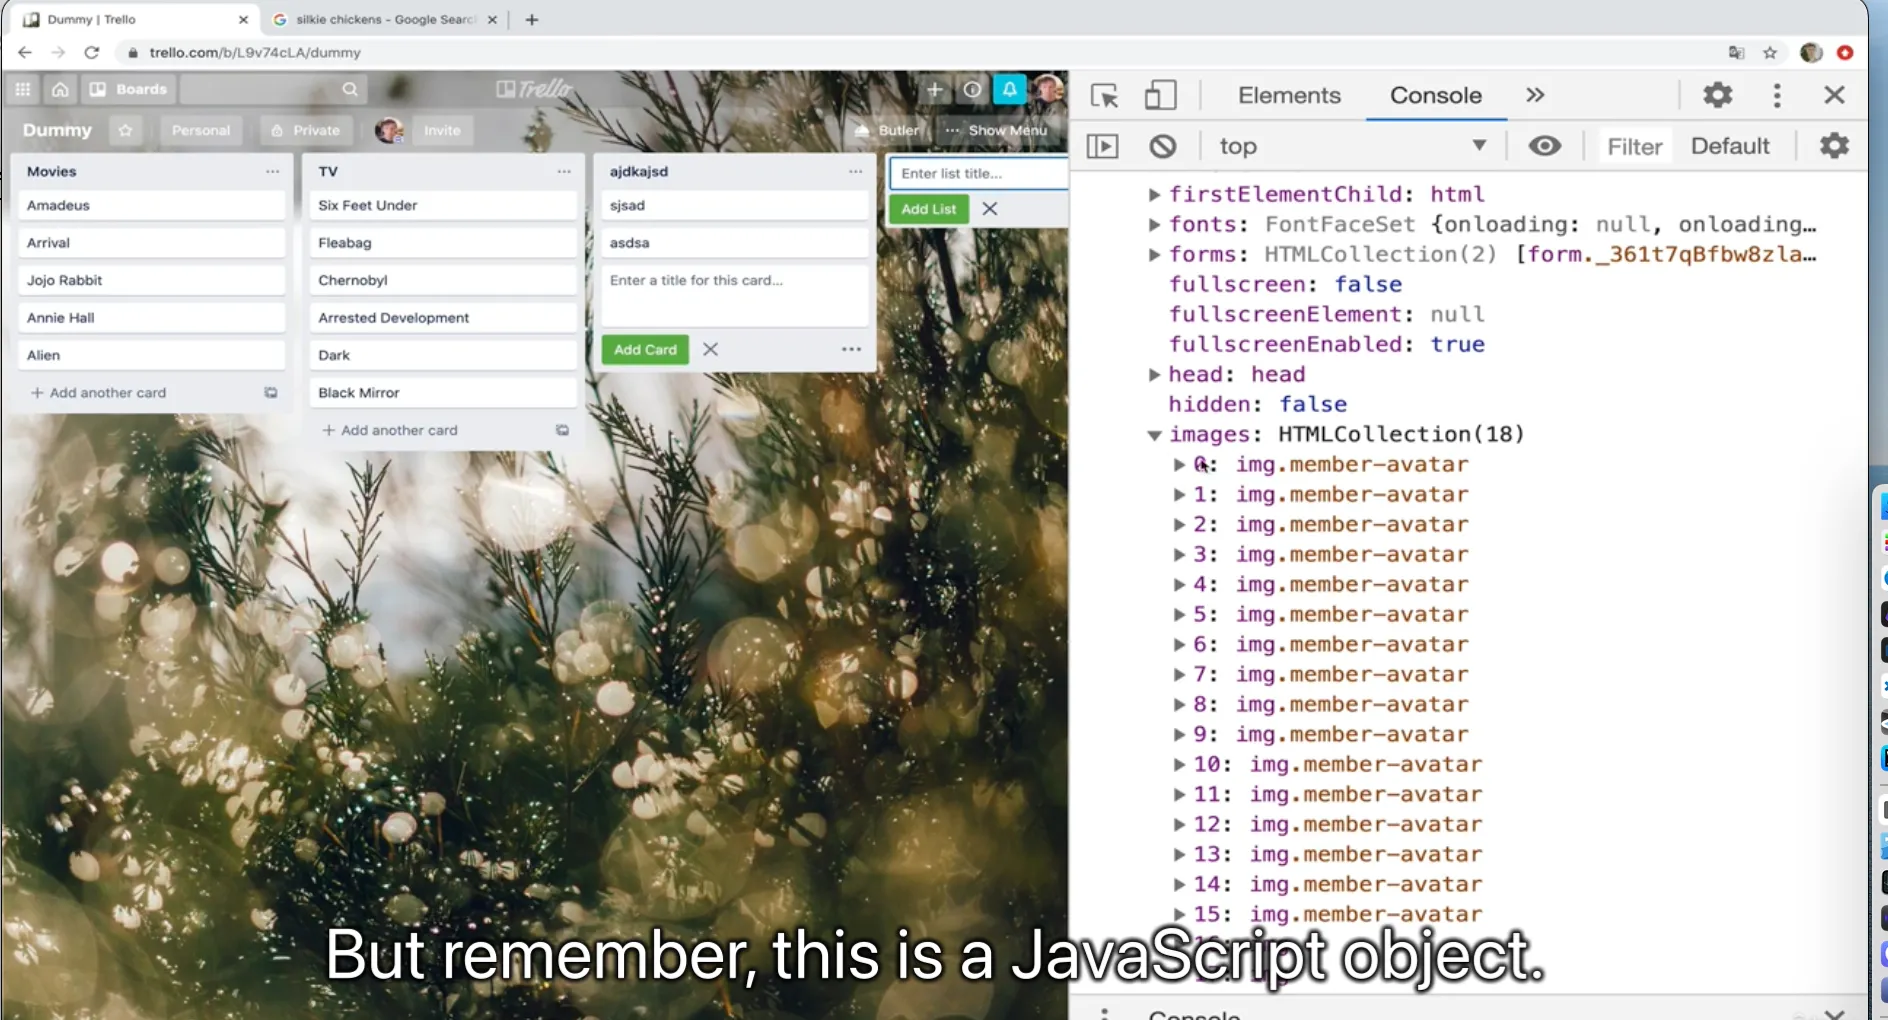 Dummy | Trello
silkie chickens - Google Searc
trello.com/b/L9v74cLA/dummy
Boards
Trello
Dummy
Personal
Private
Invite
Butler
Show Menu
Movies
Amadeus
Arrival
Jojo Rabbit
Annie Hall
Alien
+ Add another card
TV
Six Feet Under
Fleabag
Chernobyl
Arrested Development
Dark
Black Mirror
+ Add another card
ajdkajsd
sjsad
asdsa
Enter a title for this card...
Add Card
Enter list title...
Add List
Elements
Console
top
Filter
Default
firstElementChild: html
fonts: FontFaceSet {onloading: null, onloading…
forms: HTMLCollection(2) [form._361t7qBfbw8zla…
fullscreen: false
fullscreenElement: null
fullscreenEnabled: true
head: head
hidden: false
images: HTMLCollection(18)
0: img.member-avatar
1: img.member-avatar
2: img.member-avatar
3: img.member-avatar
4: img.member-avatar
5: img.member-avatar
6: img.member-avatar
7: img.member-avatar
8: img.member-avatar
9: img.member-avatar
10: img.member-avatar
11: img.member-avatar
12: img.member-avatar
13: img.member-avatar
14: img.member-avatar
15: img.member-avatar
But remember, this is a JavaScript object.
Console